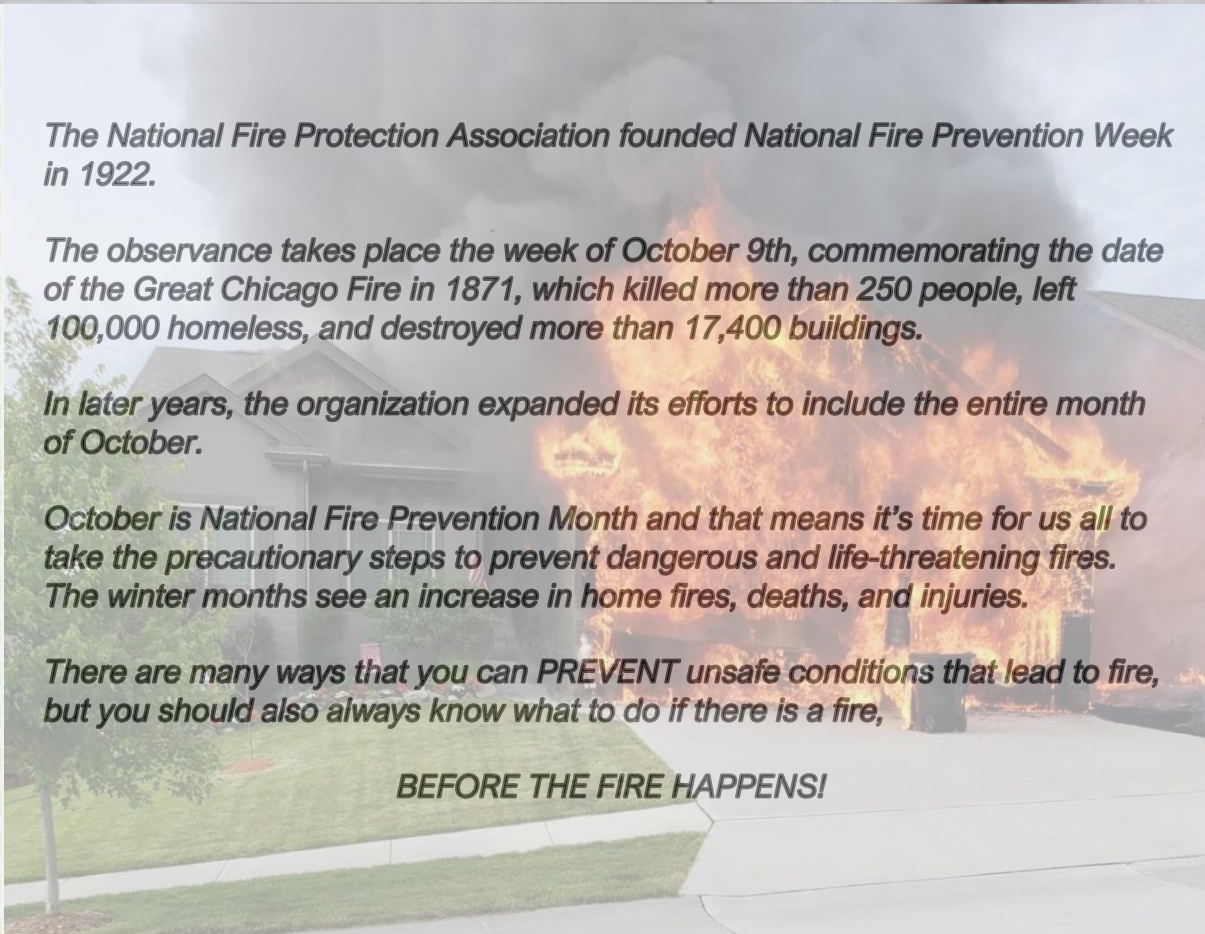 The National Fire Protection Association founded National Fire Prevention Week
in 1922.
The observance takes place the week of October 9th, commemorating the date
of the Great Chicago Fire in 1871, which killed more than 250 people, left
100,000 homeless, and destroyed more than 17,400 buildings.
In later years, the organization expanded its efforts to include the entire month
of October.
October is National Fire Prevention Month and that means it’s time for us all to
take the precautionary steps to prevent dangerous and life-threatening fires.
The winter months see an increase in home fires, deaths, and injuries.
There are many ways that you can PREVENT unsafe conditions that lead to fire,
but you should also always know what to do if there is a fire,
BEFORE THE FIRE HAPPENS!